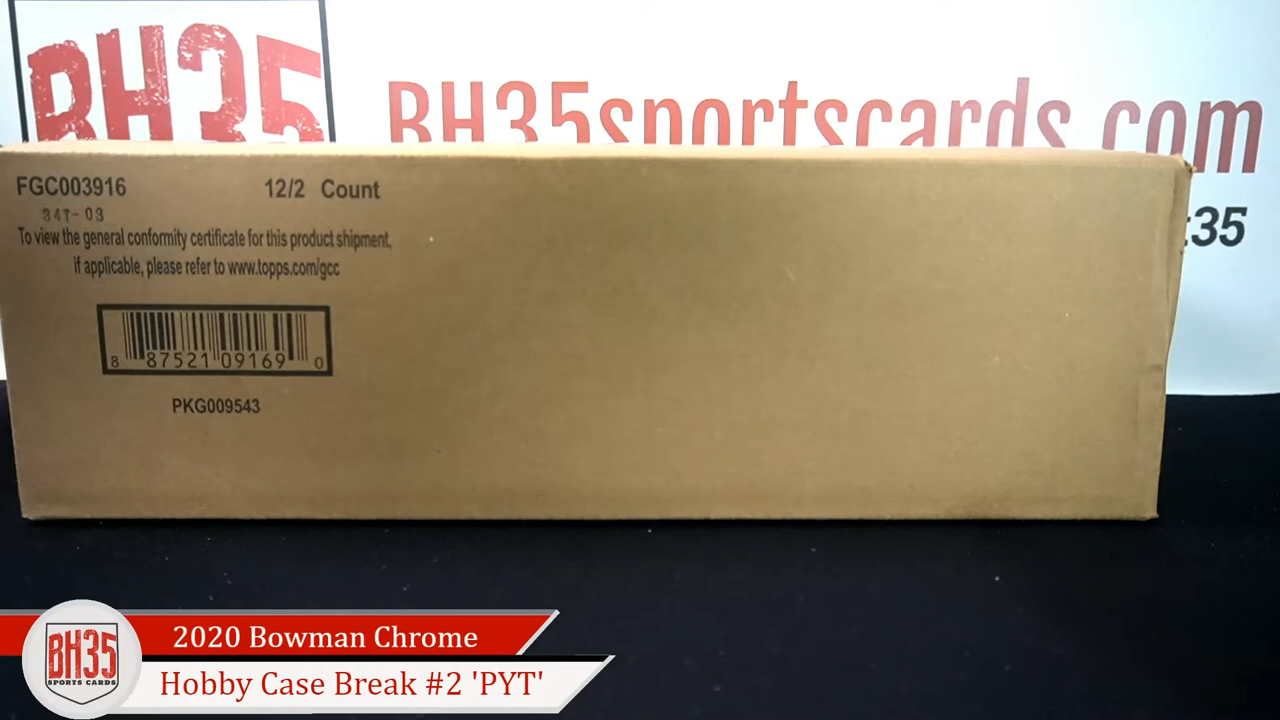 BH35
BH35sportscards.com
:35
FGC003916
12/2 Count
34T-03
To view the general conformity certificate for this product shipment,
if applicable, please refer to www.topps.com/gcc
8 87521 09169 0
PKG009543
BH35
SPORTS CARDS
2020 Bowman Chrome
Hobby Case Break #2 'PYT'